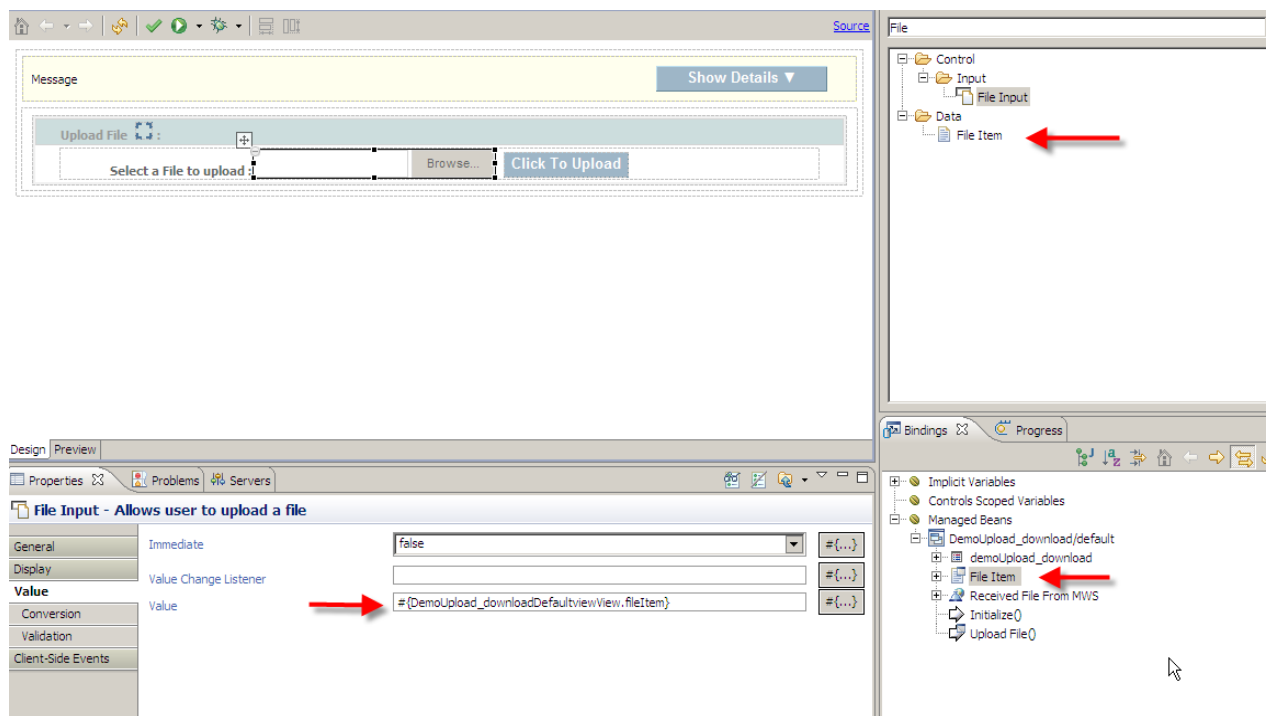 Source
Message
Show Details ▼
Upload File :
Select a File to upload :
Browse...
Click To Upload
Design
Preview
File
Control
Input
File Input
Data
File Item
Bindings
Progress
Implicit Variables
Controls Scoped Variables
Managed Beans
DemoUpload_download/default
demoUpload_download
File Item
Received File From MWS
Initialize()
Upload File()
Properties
Problems
Servers
File Input - Allows user to upload a file
General
Display
Value
Conversion
Validation
Client-Side Events
Immediate
false
#{...}
Value Change Listener
#{...}
Value
#{DemoUpload_downloadDefaultviewView.fileItem}
#{...}